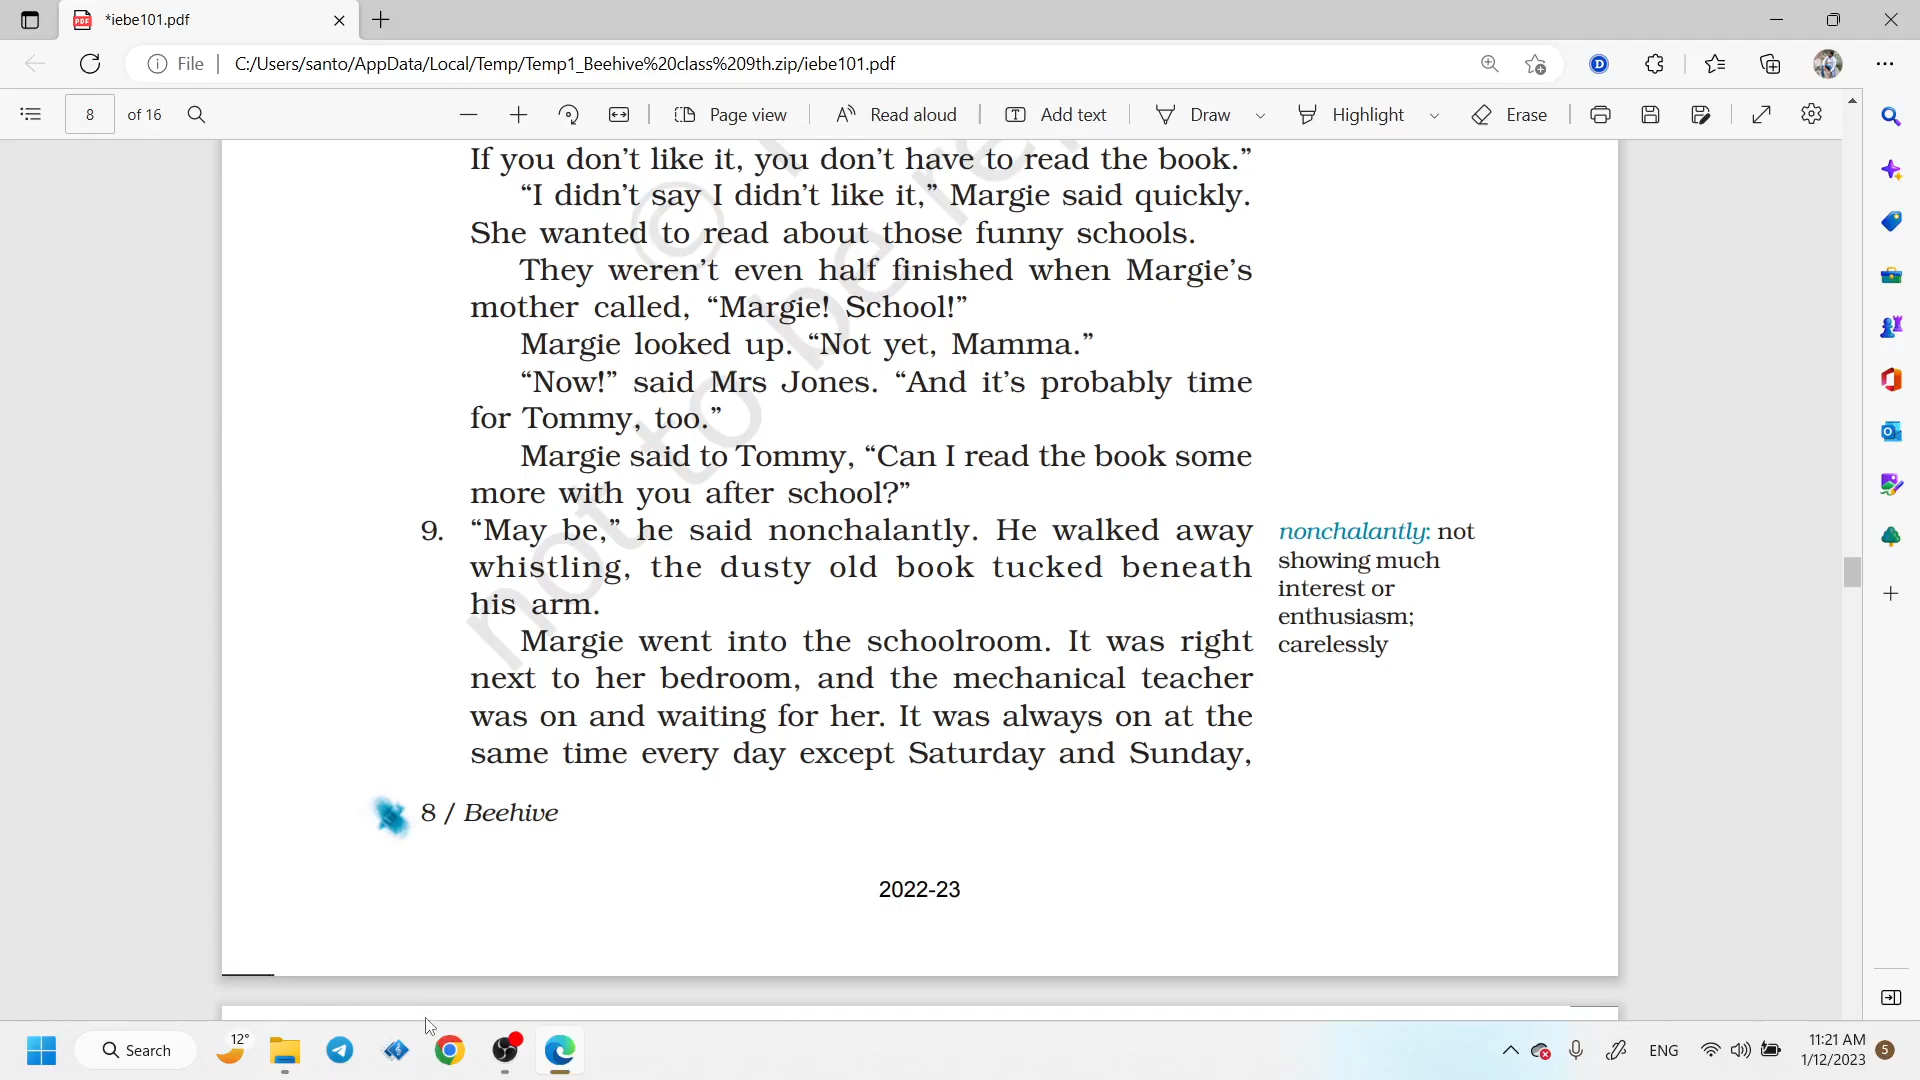 *iebe101.pdf
File
C:/Users/santo/AppData/Local/Temp/Temp1_Beehive%20class%209th.zip/iebe101.pdf
8 of 16
Page view
Read aloud
Add text
Draw
Highlight
Erase
If you don’t like it, you don’t have to read the book.”
“I didn’t say I didn’t like it,” Margie said quickly.
She wanted to read about those funny schools.
They weren’t even half finished when Margie’s
mother called, “Margie! School!”
Margie looked up. “Not yet, Mamma.”
“Now!” said Mrs Jones. “And it’s probably time
for Tommy, too.”
Margie said to Tommy, “Can I read the book some
more with you after school?”
9. “May be,” he said nonchalantly. He walked away
whistling, the dusty old book tucked beneath
his arm.
Margie went into the schoolroom. It was right
next to her bedroom, and the mechanical teacher
was on and waiting for her. It was always on at the
same time every day except Saturday and Sunday,
nonchalantly: not
showing much
interest or
enthusiasm;
carelessly
8 / Beehive
2022-23
©
not to be re
12°
Search
ENG
11:21 AM
1/12/2023
5